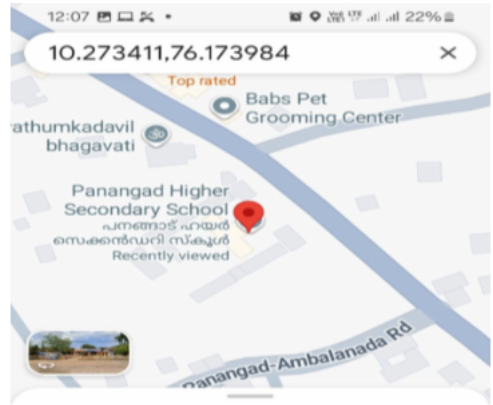 12:07
22%
10.273411,76.173984
Top rated
Babs Pet
Grooming Center
athumkadavil
bhagavati
Panangad Higher
Secondary School
പനങ്ങാട് ഹയർ
സെക്കൻഡറി സ്കൂൾ
Recently viewed
Panangad-Ambalanada Rd